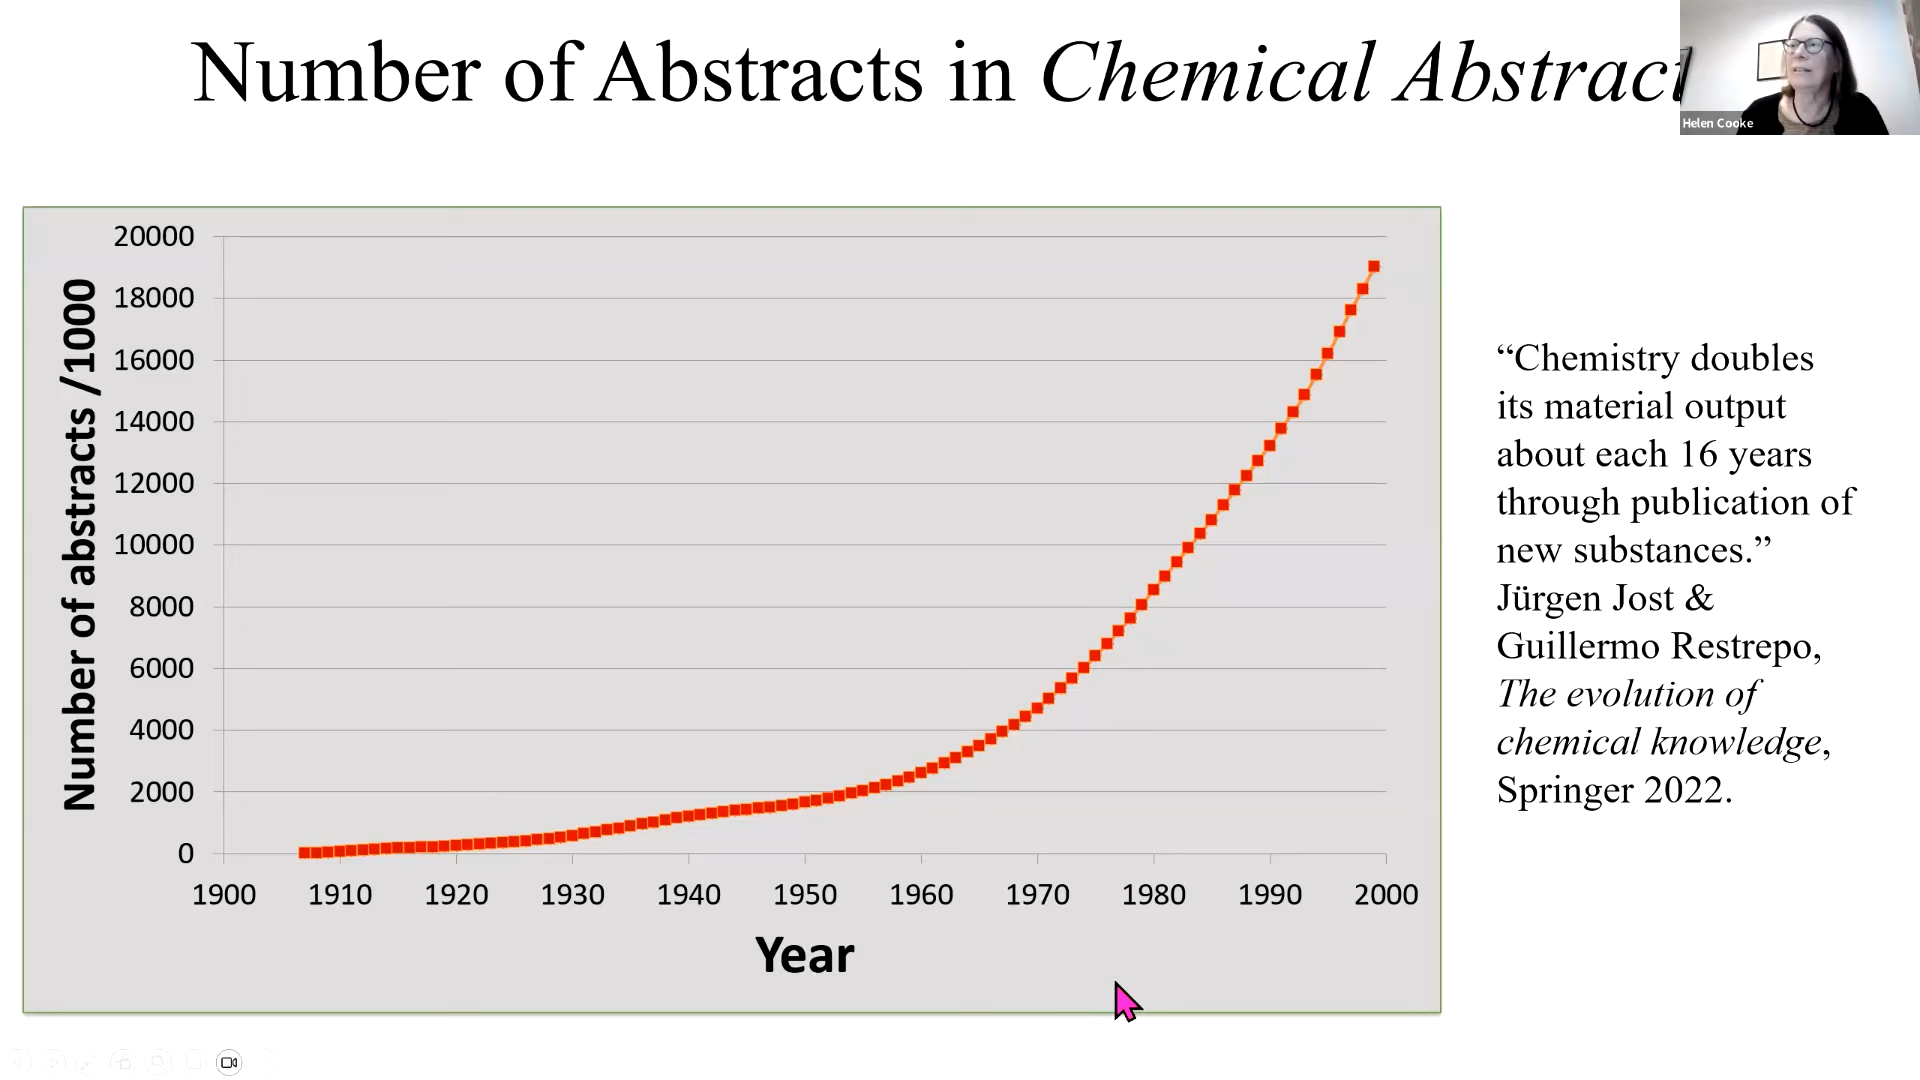 Number of Abstracts in Chemical Abstract
Helen Cooke
20000
18000
16000
14000
12000
10000
8000
6000
4000
2000
0
Number of abstracts /1000
1900 1910 1920 1930 1940 1950 1960 1970 1980 1990 2000
Year
“Chemistry doubles
its material output
about each 16 years
through publication of
new substances.”
Jürgen Jost &
Guillermo Restrepo,
The evolution of
chemical knowledge,
Springer 2022.